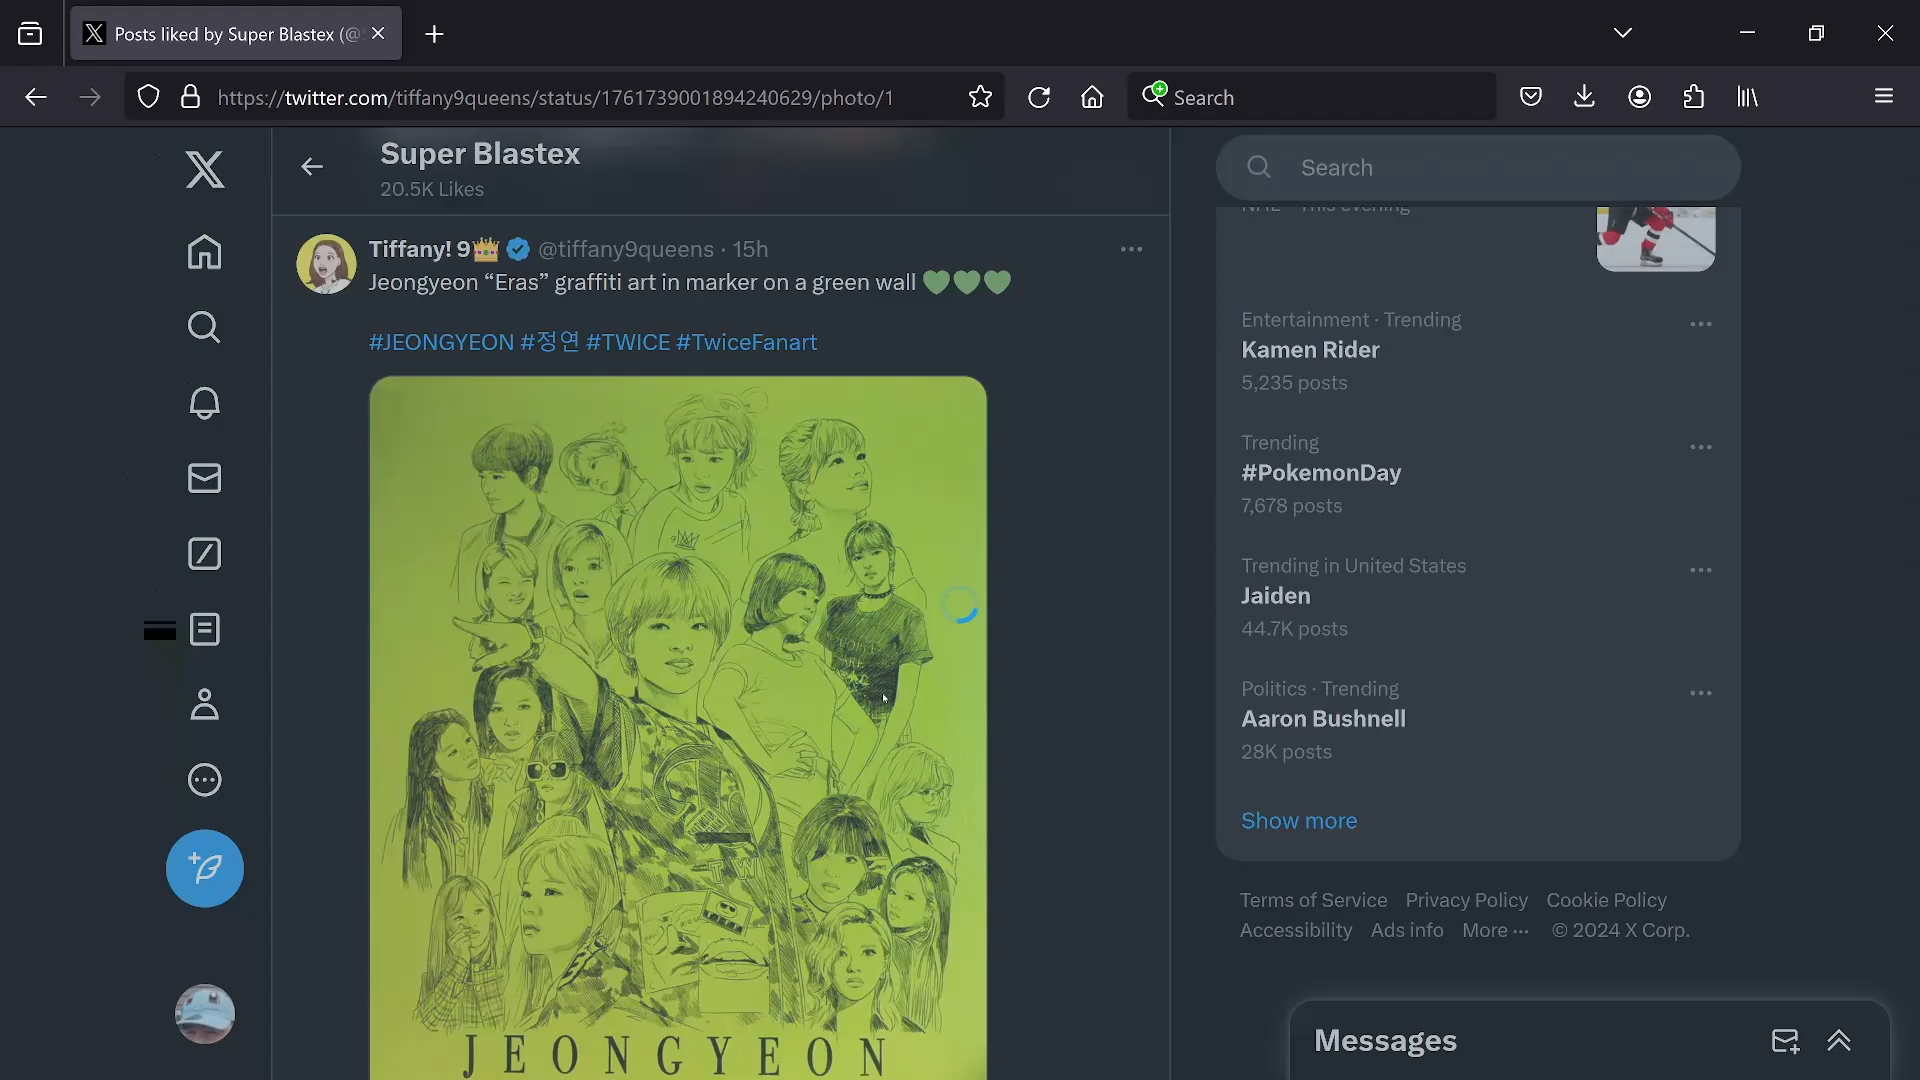 Posts liked by Super Blastex (@
https://twitter.com/tiffany9queens/status/1761739001894240629/photo/1
Search
Super Blastex
20.5K Likes
Search
Tiffany! 9👑 @tiffany9queens · 15h
Jeongyeon “Eras” graffiti art in marker on a green wall 💚💚💚
#JEONGYEON #정연 #TWICE #TwiceFanart
JEONGYEON
NHL · This evening
Entertainment · Trending
Kamen Rider
5,235 posts
Trending
#PokemonDay
7,678 posts
Trending in United States
Jaiden
44.7K posts
Politics · Trending
Aaron Bushnell
28K posts
Show more
Terms of Service Privacy Policy Cookie Policy
Accessibility Ads info More ··· © 2024 X Corp.
Messages